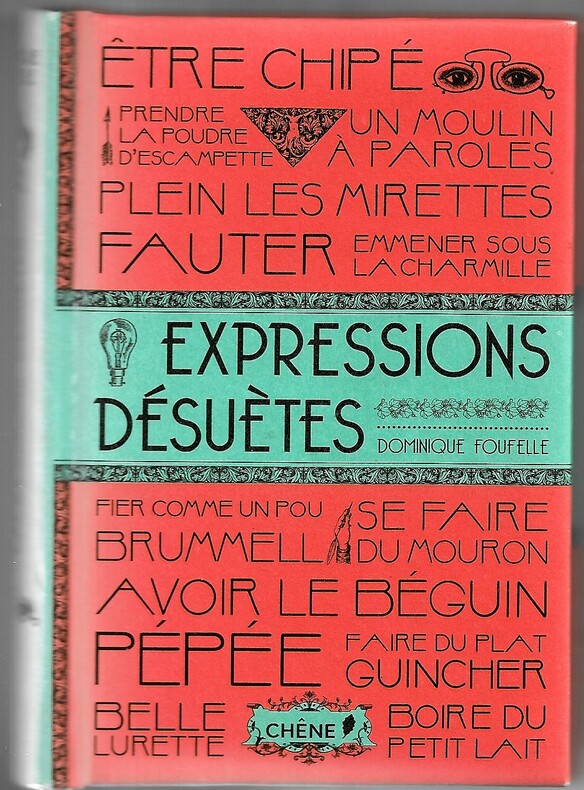 ÊTRE CHIPÉ
PRENDRE
LA POUDRE
D'ESCAMPETTE
UN MOULIN
À PAROLES
PLEIN LES MIRETTES
FAUTER
EMMENER SOUS
LA CHARMILLE
EXPRESSIONS
DÉSUÈTES
DOMINIQUE FOUFELLE
FIER COMME UN POU
BRUMMELL
SE FAIRE
DU MOURON
AVOIR LE BÉGUIN
PÉPÉE
FAIRE DU PLAT
GUINCHER
BELLE
LURETTE
CHÊNE
BOIRE DU
PETIT LAIT